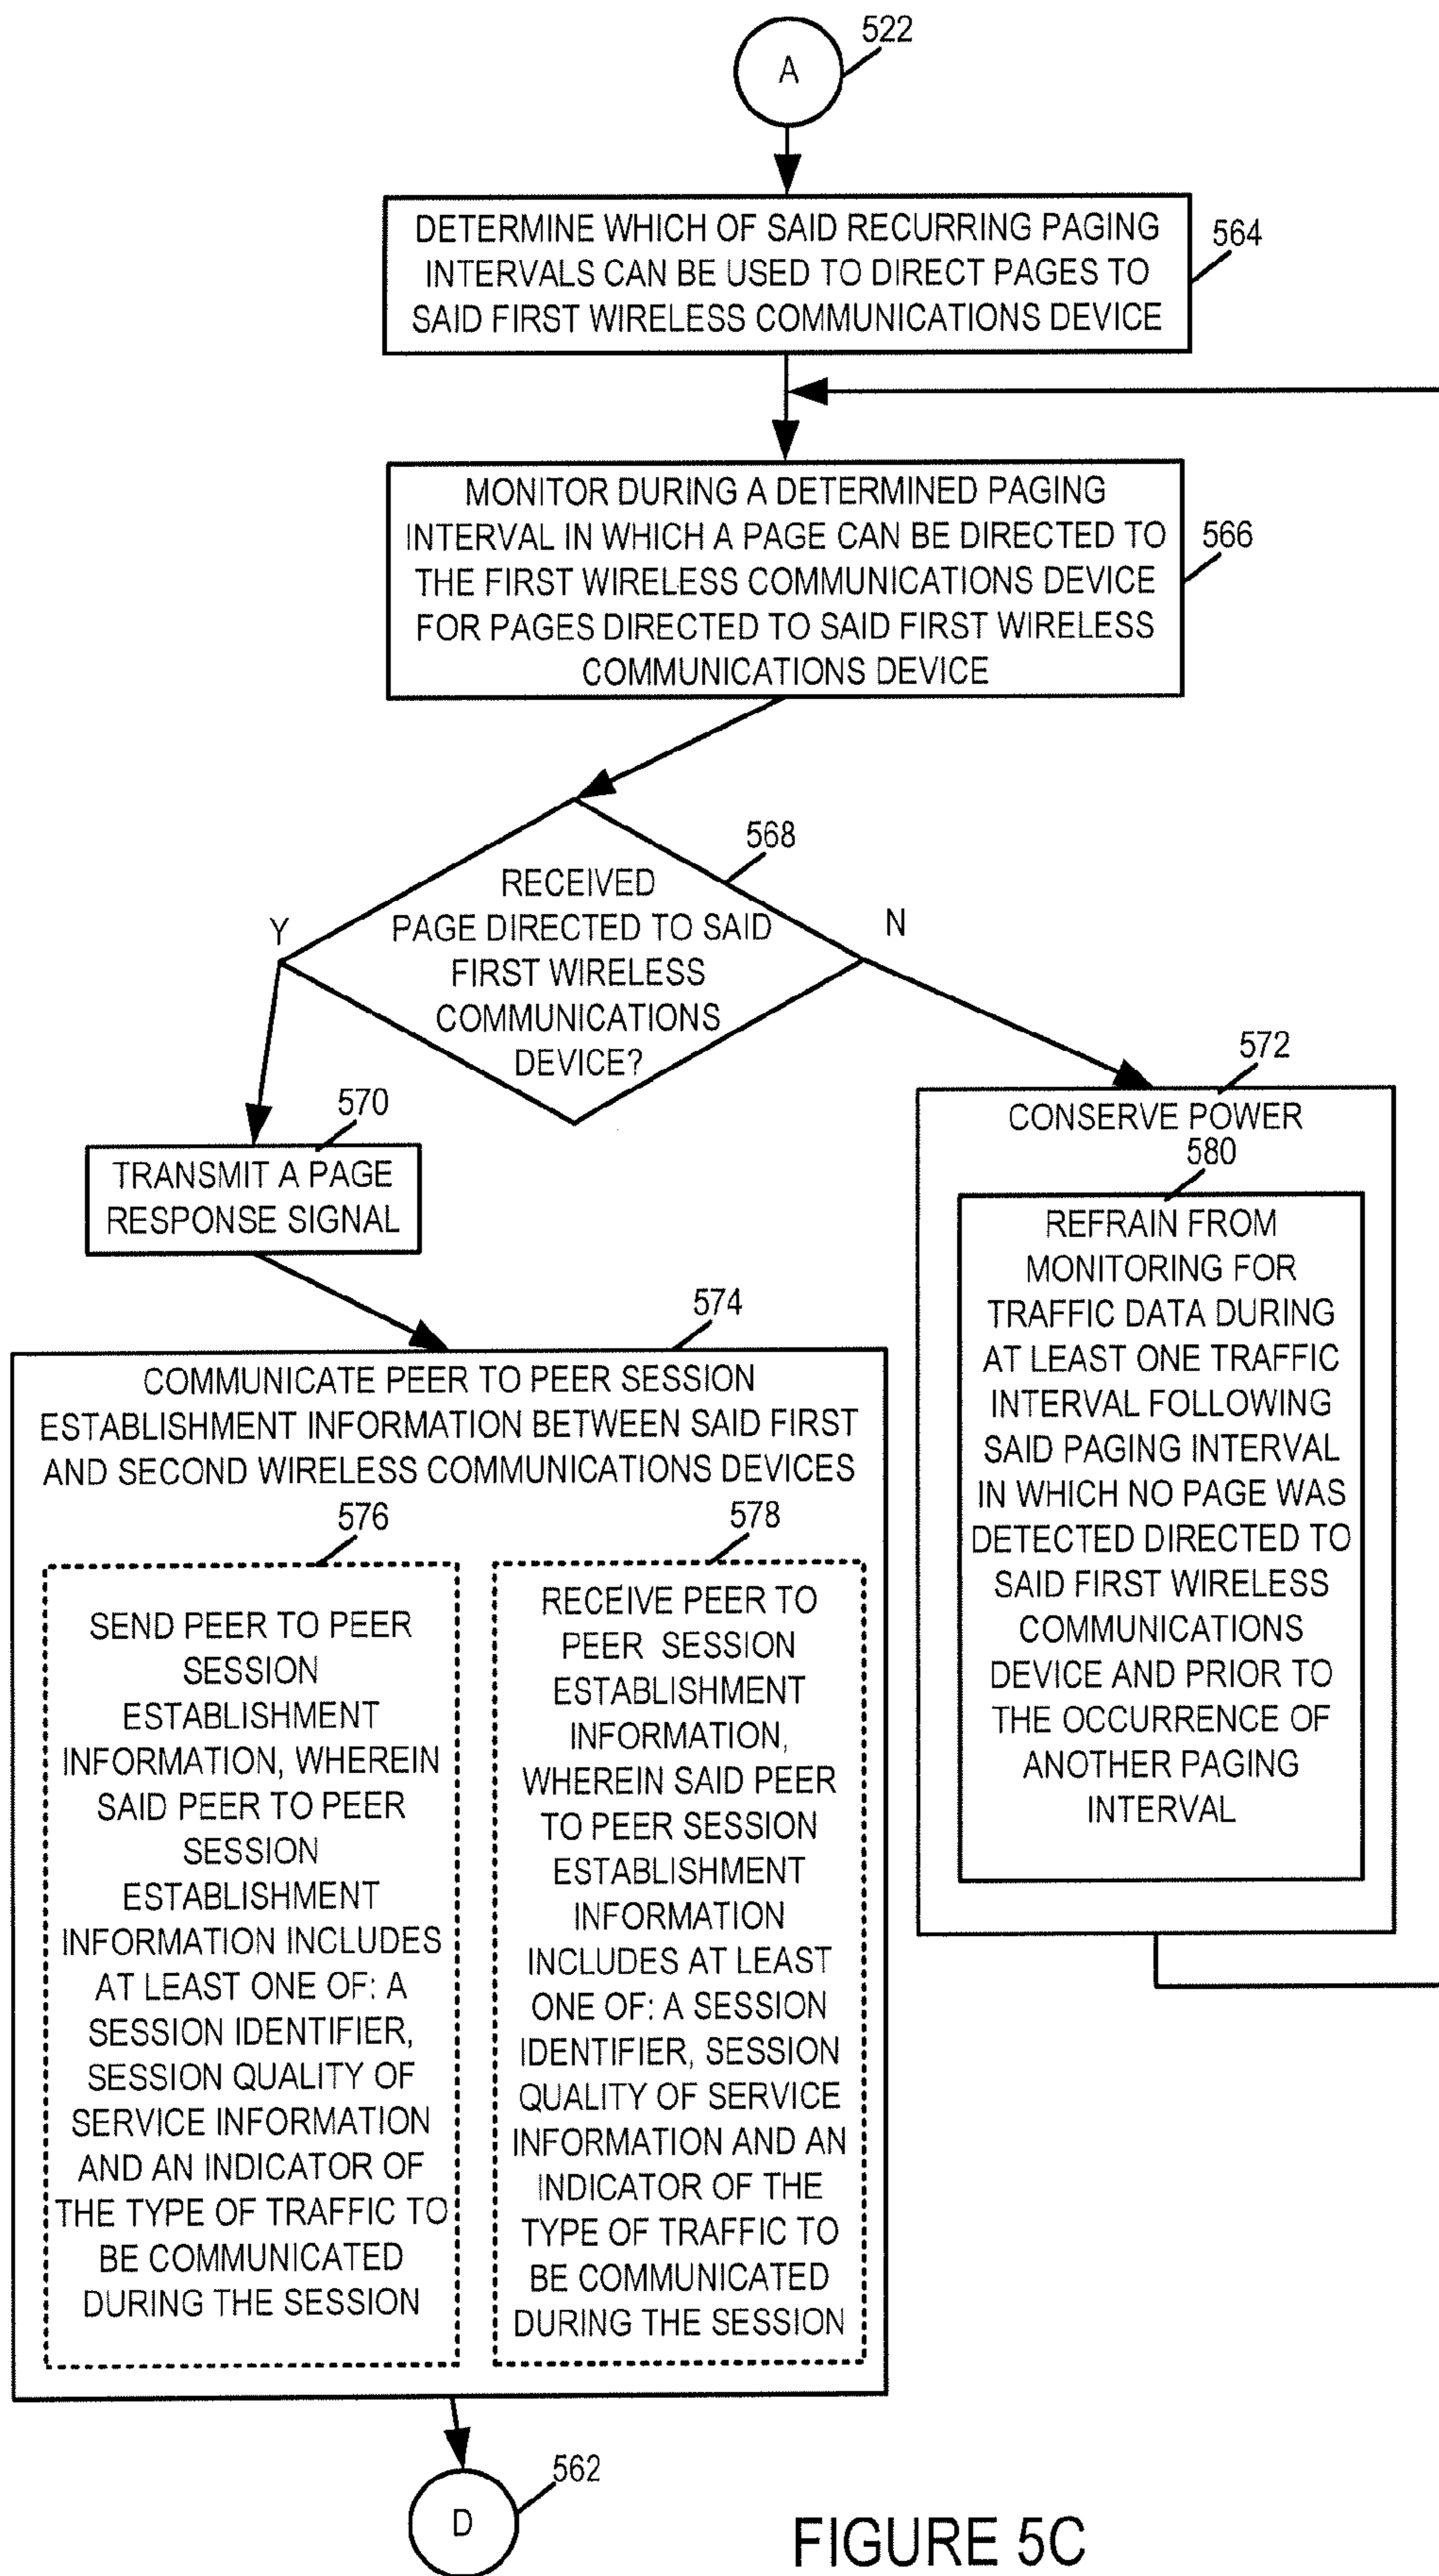 522
A
DETERMINE WHICH OF SAID RECURRING PAGING
INTERVALS CAN BE USED TO DIRECT PAGES TO
SAID FIRST WIRELESS COMMUNICATIONS DEVICE
564
MONITOR DURING A DETERMINED PAGING
INTERVAL IN WHICH A PAGE CAN BE DIRECTED TO
THE FIRST WIRELESS COMMUNICATIONS DEVICE
FOR PAGES DIRECTED TO SAID FIRST WIRELESS
COMMUNICATIONS DEVICE
566
568
RECEIVED
PAGE DIRECTED TO SAID
FIRST WIRELESS
COMMUNICATIONS
DEVICE?
Y
N
570
TRANSMIT A PAGE
RESPONSE SIGNAL
572
CONSERVE POWER
580
REFRAIN FROM
MONITORING FOR
TRAFFIC DATA DURING
AT LEAST ONE TRAFFIC
INTERVAL FOLLOWING
SAID PAGING INTERVAL
IN WHICH NO PAGE WAS
DETECTED DIRECTED TO
SAID FIRST WIRELESS
COMMUNICATIONS
DEVICE AND PRIOR TO
THE OCCURRENCE OF
ANOTHER PAGING
INTERVAL
574
COMMUNICATE PEER TO PEER SESSION
ESTABLISHMENT INFORMATION BETWEEN SAID FIRST
AND SECOND WIRELESS COMMUNICATIONS DEVICES
576
SEND PEER TO PEER
SESSION
ESTABLISHMENT
INFORMATION, WHEREIN
SAID PEER TO PEER
SESSION
ESTABLISHMENT
INFORMATION INCLUDES
AT LEAST ONE OF: A
SESSION IDENTIFIER,
SESSION QUALITY OF
SERVICE INFORMATION
AND AN INDICATOR OF
THE TYPE OF TRAFFIC TO
BE COMMUNICATED
DURING THE SESSION
578
RECEIVE PEER TO
PEER SESSION
ESTABLISHMENT
INFORMATION,
WHEREIN SAID PEER
TO PEER SESSION
ESTABLISHMENT
INFORMATION
INCLUDES AT LEAST
ONE OF: A SESSION
IDENTIFIER, SESSION
QUALITY OF SERVICE
INFORMATION AND AN
INDICATOR OF THE
TYPE OF TRAFFIC TO
BE COMMUNICATED
DURING THE SESSION
562
D
FIGURE 5C